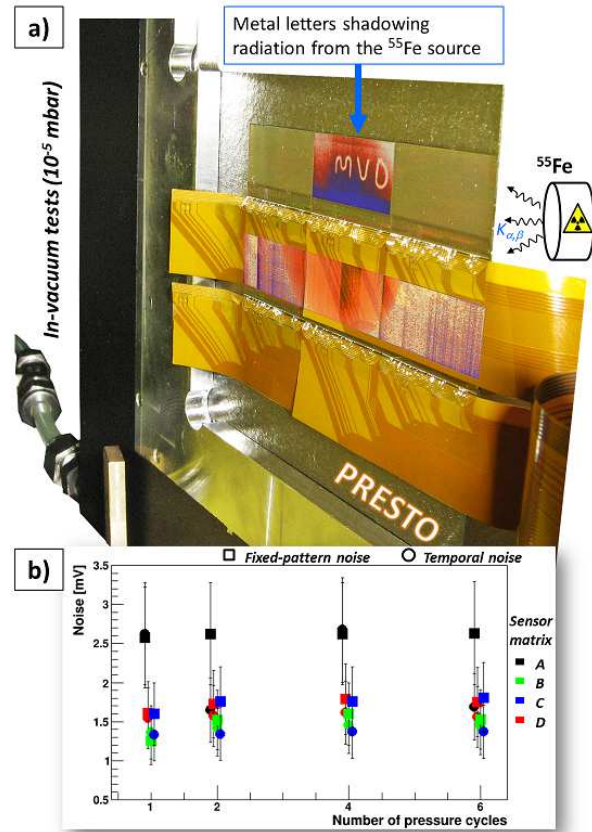 a)
Metal letters shadowing
radiation from the ⁵⁵Fe source
In-vacuum tests (10⁻⁵ mbar)
MVD
⁵⁵Fe
Kα,β
PRESTO
b)
Fixed-pattern noise
Temporal noise
Noise [mV]
3.5
3
2.5
2
1.5
1
0.5
Sensor
matrix
A
B
C
D
1
2
4
6
Number of pressure cycles